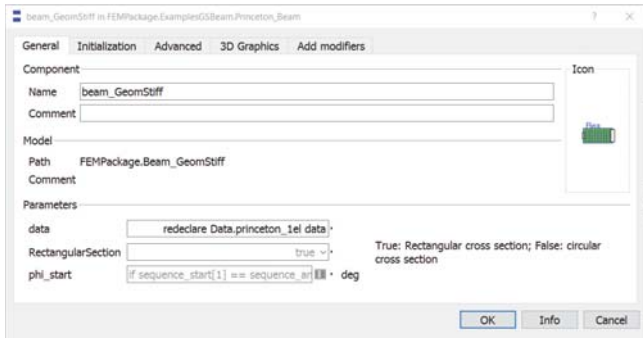 beam_GeomStiff in FEMPackage.ExamplesGSBeam.Princeton_Beam ? ×
General Initialization Advanced 3D Graphics Add modifiers
Component Icon
Name beam_GeomStiff
Comment
Model
Path FEMPackage.Beam_GeomStiff
Comment
Parameters
data redeclare Data.princeton_1el data
RectangularSection true True: Rectangular cross section; False: circular
cross section
phi_start if sequence_start[1] == sequence_an deg
OK Info Cancel